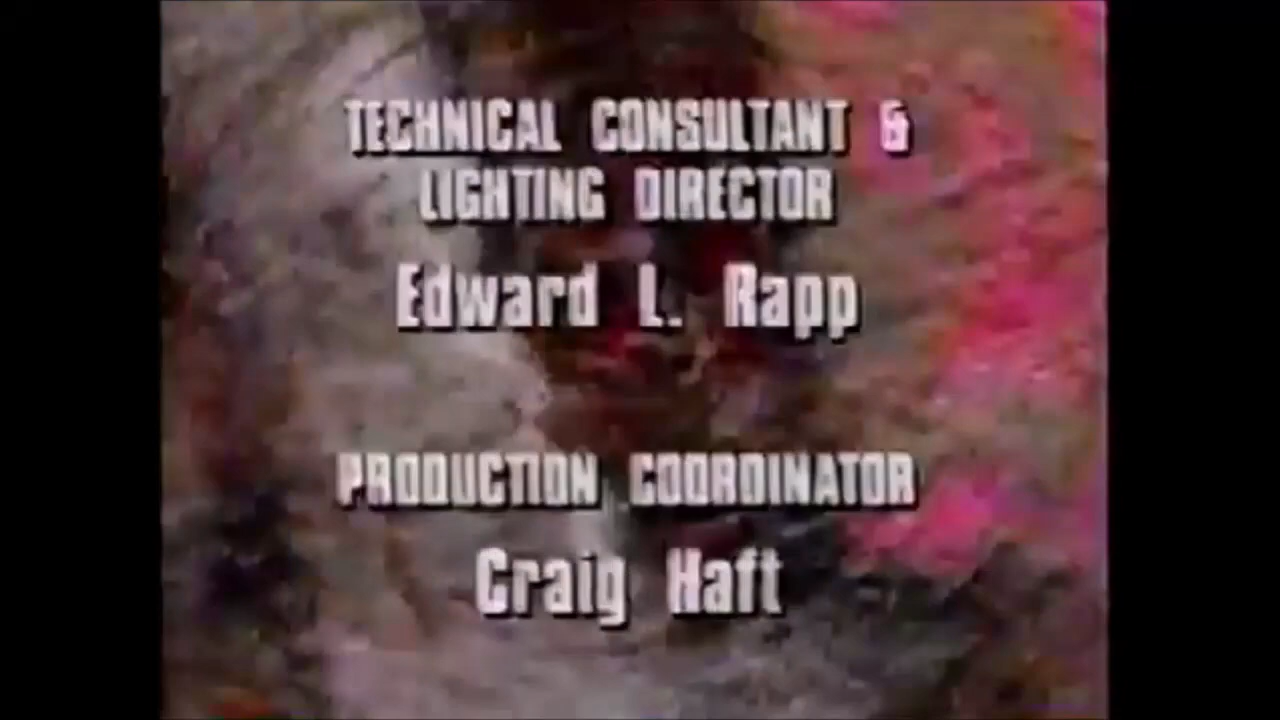 TECHNICAL CONSULTANT &
LIGHTING DIRECTOR
Edward L. Rapp
PRODUCTION COORDINATOR
Craig Haft